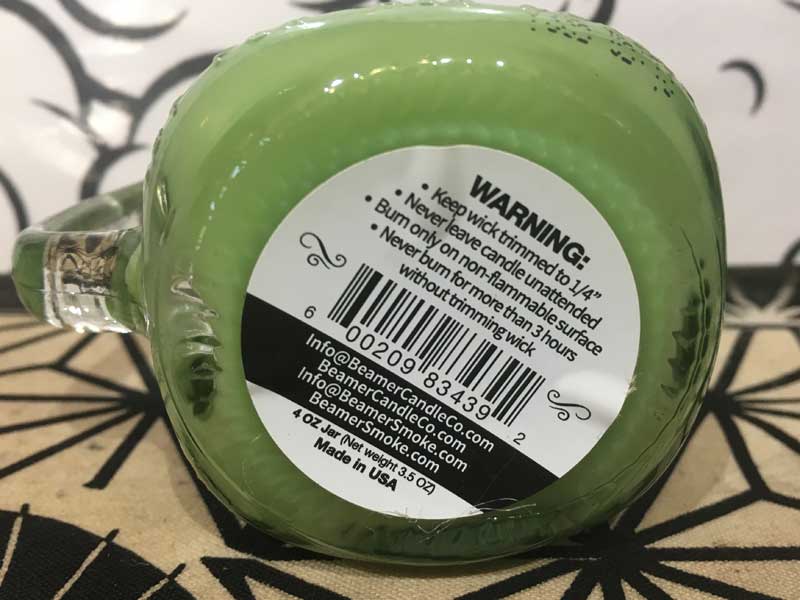 WARNING:
• Keep wick trimmed to 1/4”
• Never leave candle unattended
• Burn only on non-flammable surface
• Never burn for more than 3 hours
without trimming wick
6 00209 83439 2
Info@BeamerCandleCo.com
BeamerCandleCo.com
Info@BeamerSmoke.com
BeamerSmoke.com
4 OZ Jar (Net weight 3.5 OZ)
Made in USA